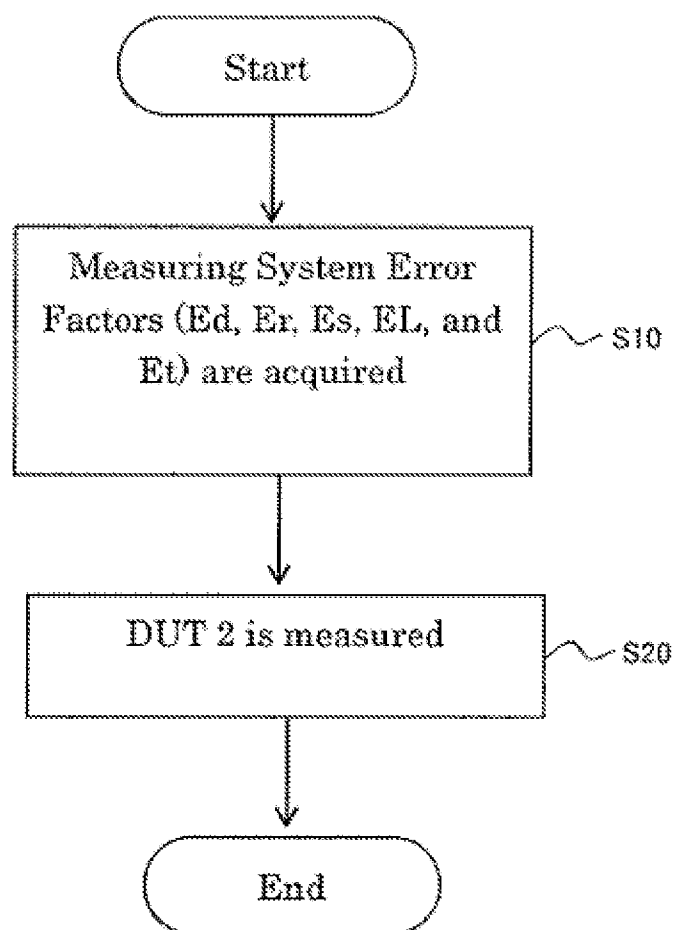 Start
Measuring System Error
Factors (Ed, Er, Es, EL, and
Et) are acquired
S10
DUT 2 is measured
S20
End